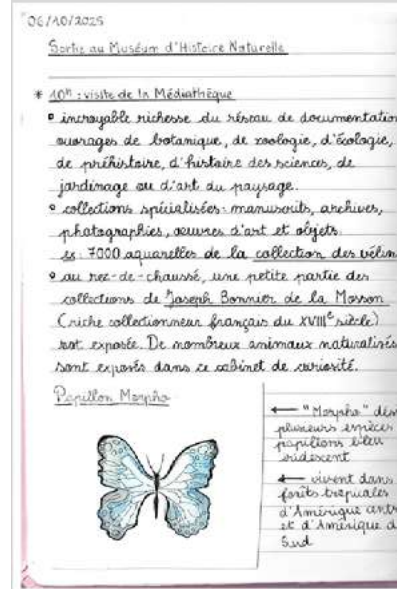 06/10/2025
Sortie au Muséum d'Histoire Naturelle
* 10h : visite de la Médiathèque
incroyable richesse du réseau de documentation
ouvrages de botanique, de zoologie, d'écologie,
de préhistoire, d'histoire des sciences, de
jardinage ou d'art du paysage.
collections spécialisées: manuscrits, archives,
photographies, œuvres d'art et objets
ex: 7000 aquarelles de la collection des vélin
au rez-de-chaussé, une petite partie des
collections de Joseph Bonnier de la Mosson
(riche collectionneur français du XVIIIe siècle)
est exposée. De nombreux animaux naturalisés
sont exposés dans ce cabinet de curiosité.
Papillon Morpho
← "Morpho" dés
plusieurs espèces
papillons bleu
iridescent
← vivent dans
forêts tropicales
d'Amérique cent
et d'Amérique d
Sud